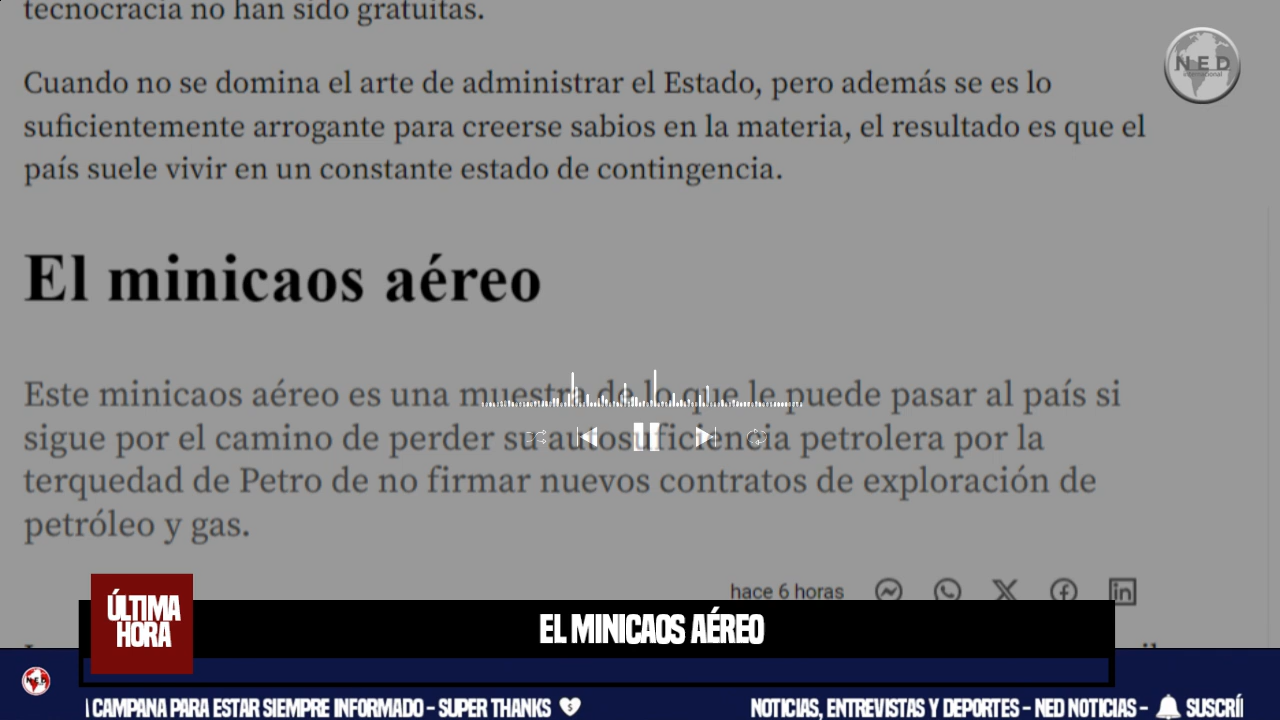 tecnocracia no han sido gratuitas.
Cuando no se domina el arte de administrar el Estado, pero además se es lo
suficientemente arrogante para creerse sabios en la materia, el resultado es que el
país suele vivir en un constante estado de contingencia.
El minicaos aéreo
Este minicaos aéreo es una muestra de lo que le puede pasar al país si
sigue por el camino de perder su autosuficiencia petrolera por la
terquedad de Petro de no firmar nuevos contratos de exploración de
petróleo y gas.
hace 6 horas
NED
international
ÚLTIMA
HORA
EL MINICAOS AÉREO
NED
CAMPANA PARA ESTAR SIEMPRE INFORMADO - SUPER THANKS
NOTICIAS, ENTREVISTAS Y DEPORTES - NED NOTICIAS -
SUSCRÍ